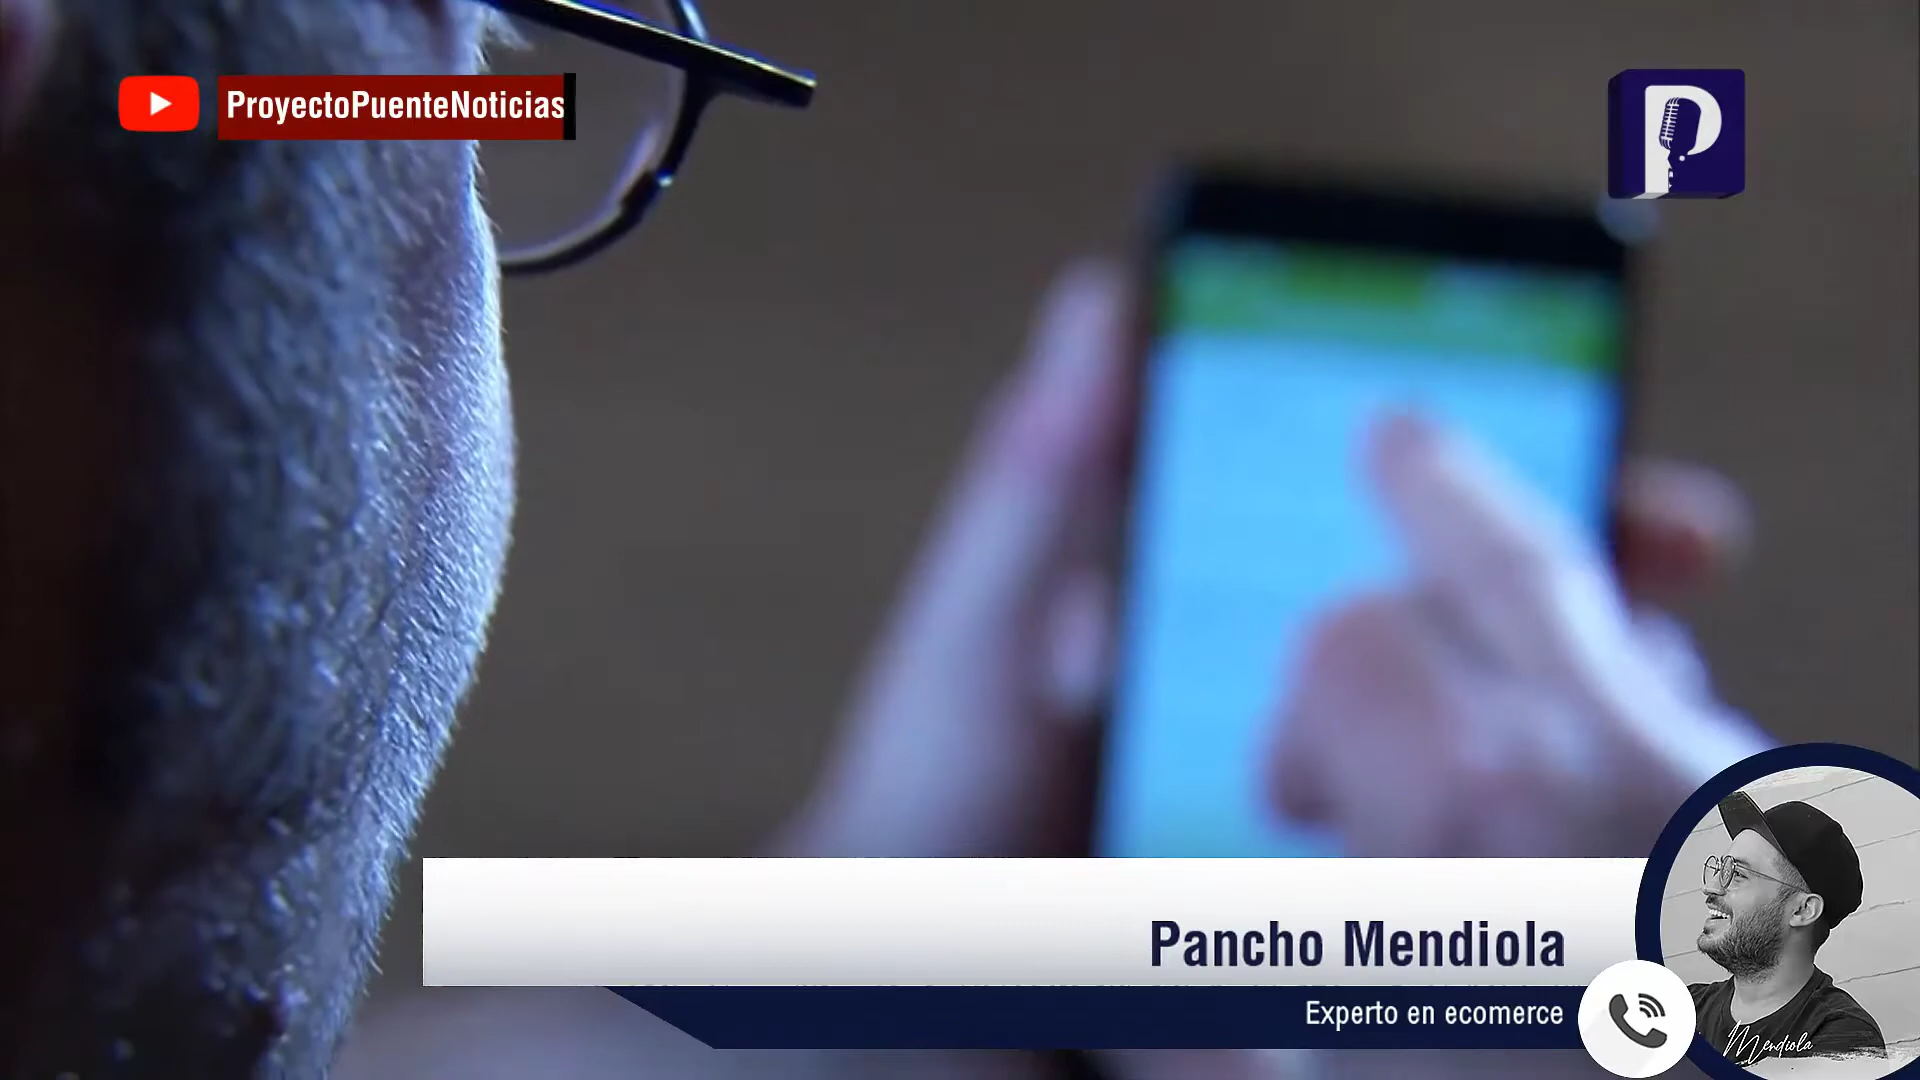 ProyectoPuenteNoticias
P
Pancho Mendiola
Experto en ecomerce
Mendiola